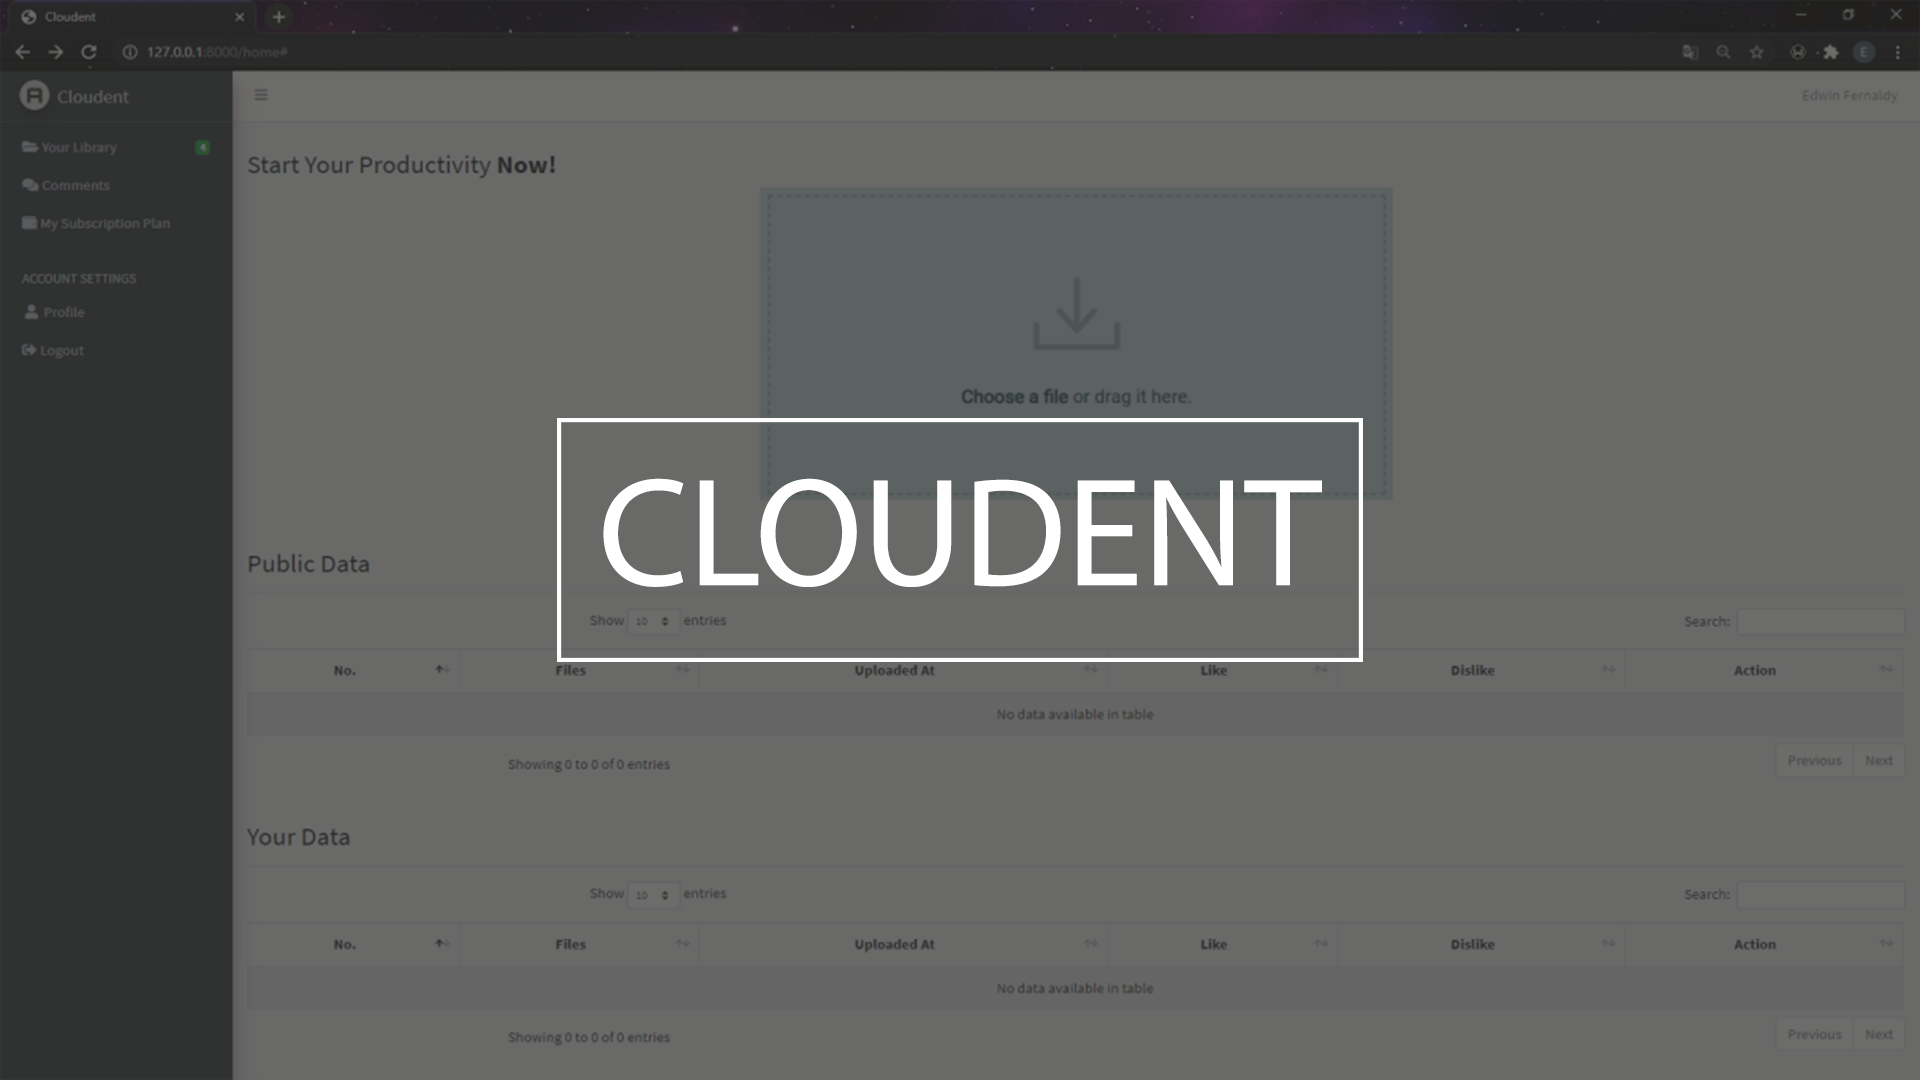 Cloudent
127.0.0.1:8000/home#
E
Cloudent
Edwin Fernaldy
Your Library 4
Comments
My Subscription Plan
ACCOUNT SETTINGS
Profile
Logout
Start Your Productivity Now!
Choose a file or drag it here.
CLOUDENT
Public Data
Show 10 entries
Search:
No. Files Uploaded At Like Dislike Action
No data available in table
Showing 0 to 0 of 0 entries
Previous Next
Your Data
Show 10 entries
Search:
No. Files Uploaded At Like Dislike Action
No data available in table
Showing 0 to 0 of 0 entries
Previous Next